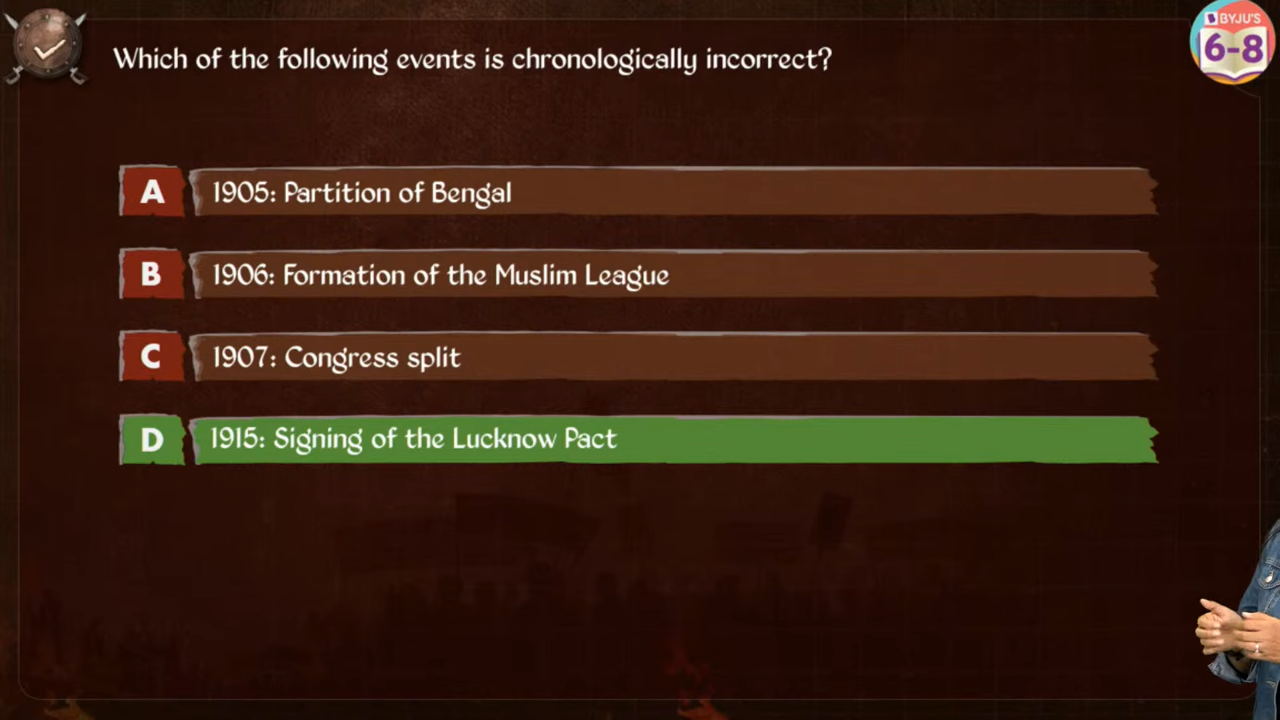 BYJU'S
6-8
Which of the following events is chronologically incorrect?
A 1905: Partition of Bengal
B 1906: Formation of the Muslim League
C 1907: Congress split
D 1915: Signing of the Lucknow Pact